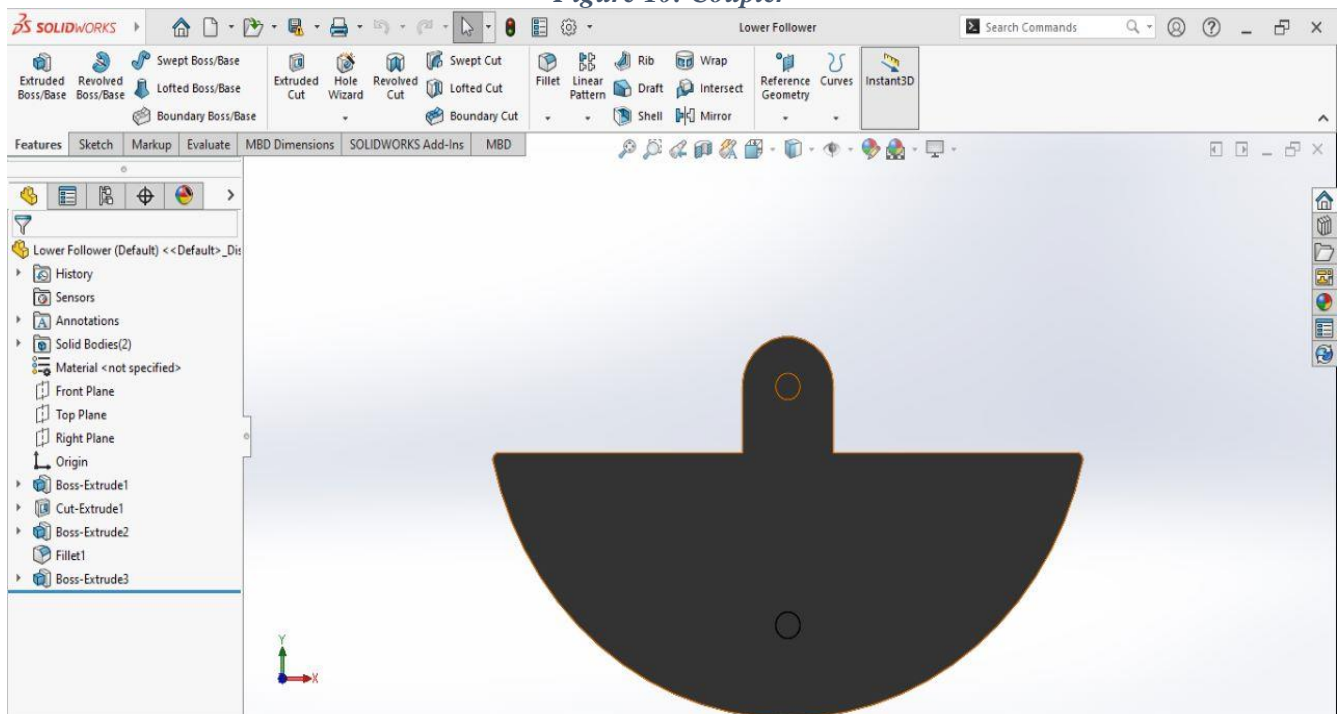 Figure 10: Coupler
SOLIDWORKS
Lower Follower
Search Commands
Extruded Boss/Base
Revolved Boss/Base
Swept Boss/Base
Lofted Boss/Base
Boundary Boss/Base
Extruded Cut
Hole Wizard
Revolved Cut
Swept Cut
Lofted Cut
Boundary Cut
Fillet
Linear Pattern
Rib
Draft
Shell
Wrap
Intersect
Mirror
Reference Geometry
Curves
Instant3D
Features
Sketch
Markup
Evaluate
MBD Dimensions
SOLIDWORKS Add-Ins
MBD
Lower Follower (Default) <<Default>_Dis
History
Sensors
Annotations
Solid Bodies(2)
Material <not specified>
Front Plane
Top Plane
Right Plane
Origin
Boss-Extrude1
Cut-Extrude1
Boss-Extrude2
Fillet1
Boss-Extrude3
Y
X